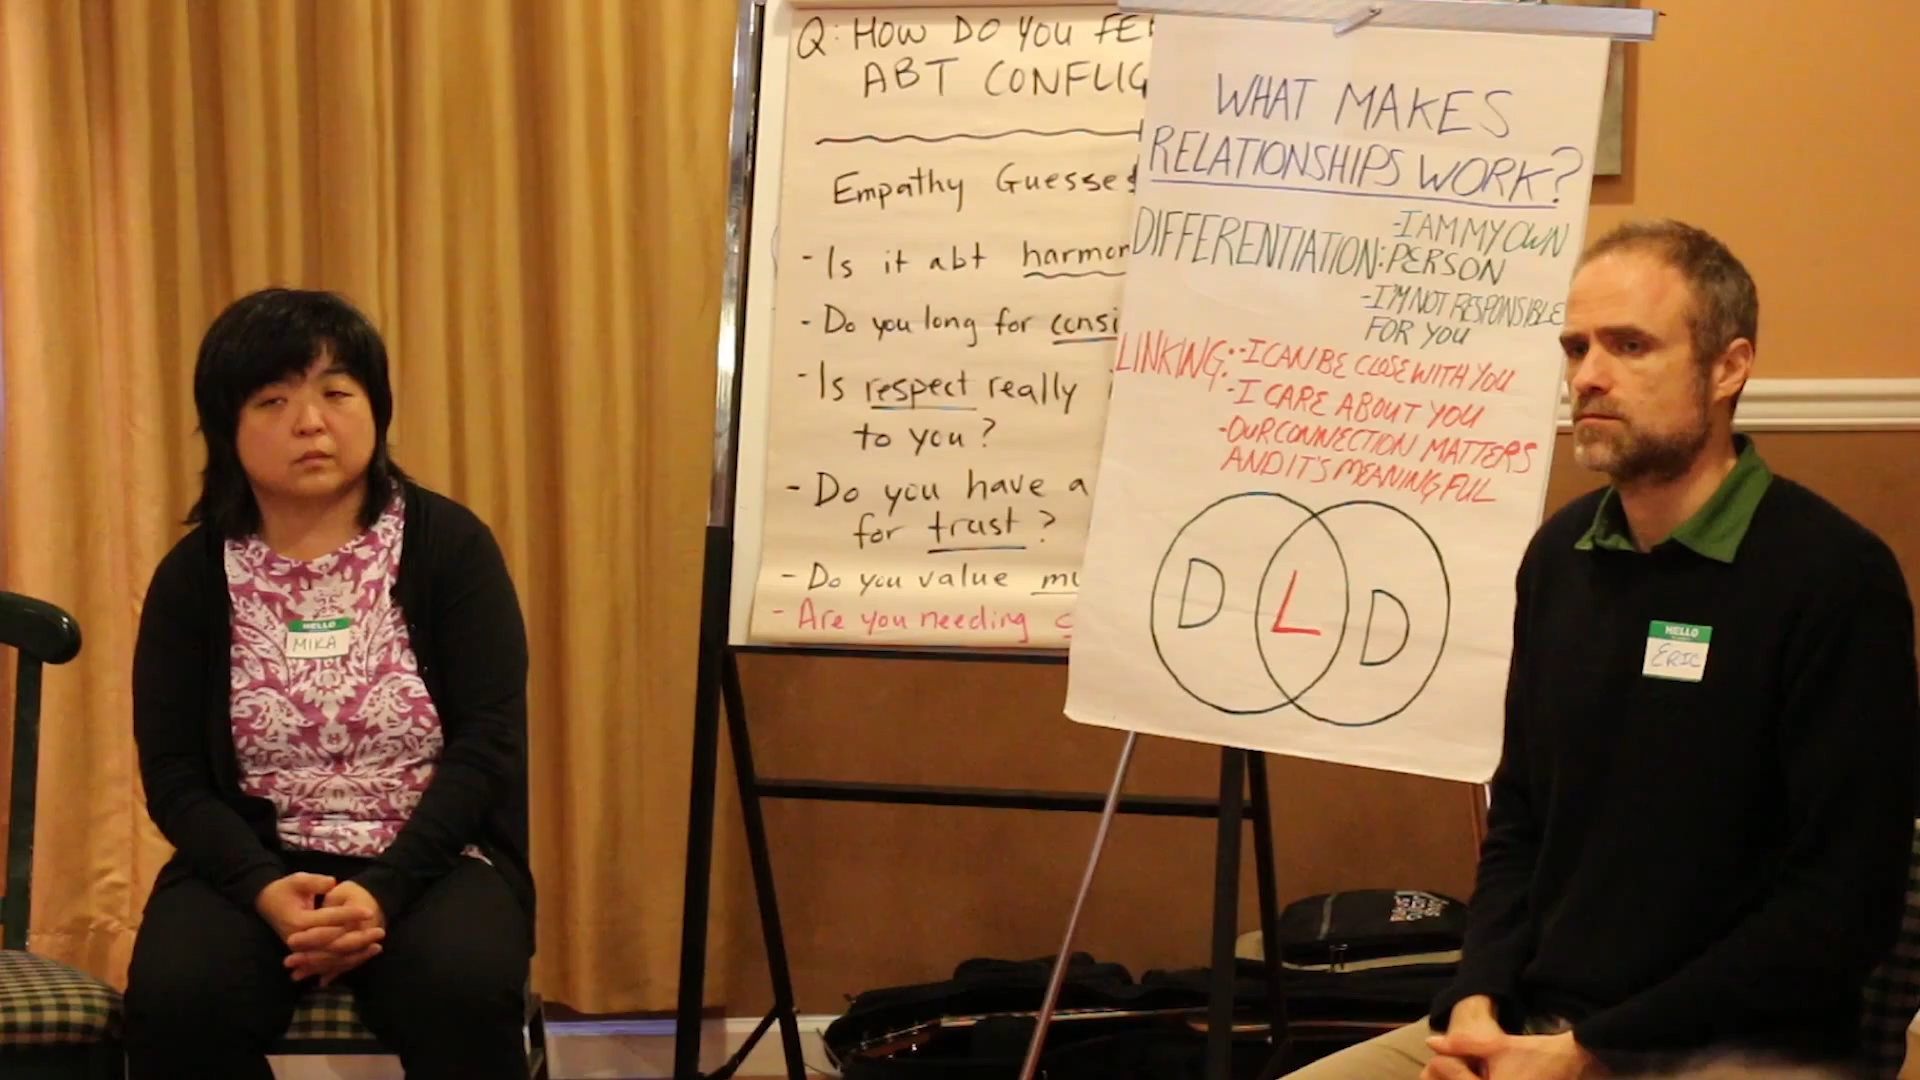 Q: HOW DO YOU
ABT
Empathy Guesses
- Is it abt
- Do you long for
- Is respect really
to you?
- Do you have a
for trust?
- Do you value
- Are you needing
WHAT MAKES
RELATIONSHIPS WORK?
DIFFERENTIATION: -I AM MY OWN
PERSON
-I'M NOT RESPONSIBLE
FOR YOU
LINKING: -I CAN BE CLOSE WITH YOU
-I CARE ABOUT YOU
-OUR CONNECTION MATTERS
AND IT'S MEANINGFUL
D L D
HELLO
MIKA
HELLO
ERIC